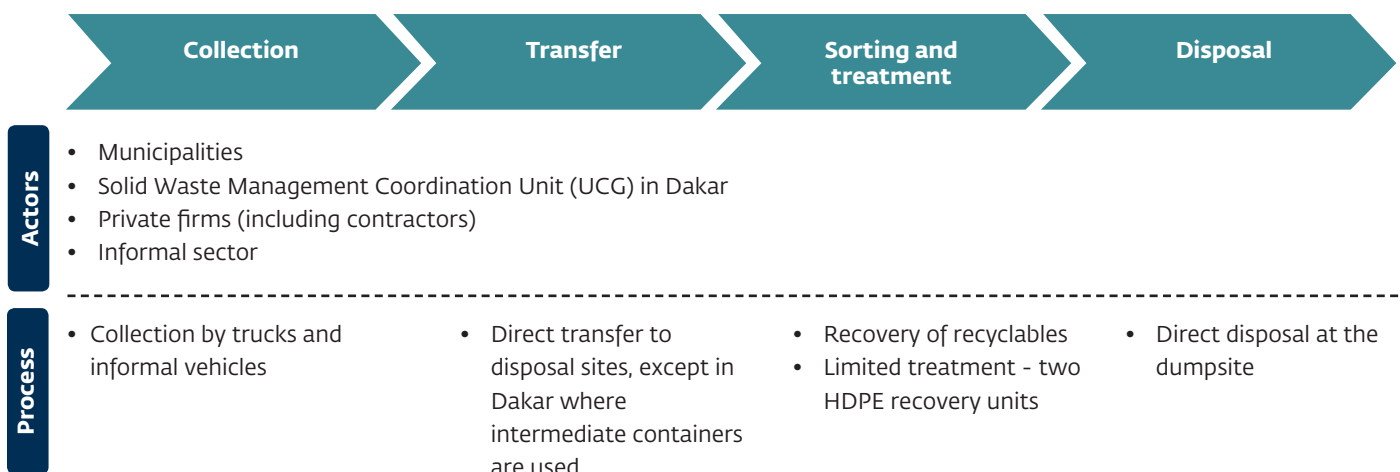 Collection
Transfer
Sorting and
treatment
Disposal
Actors
• Municipalities
• Solid Waste Management Coordination Unit (UCG) in Dakar
• Private firms (including contractors)
• Informal sector
Process
• Collection by trucks and
informal vehicles
• Direct transfer to
disposal sites, except in
Dakar where
intermediate containers
are used
• Recovery of recyclables
• Limited treatment - two
HDPE recovery units
• Direct disposal at the
dumpsite